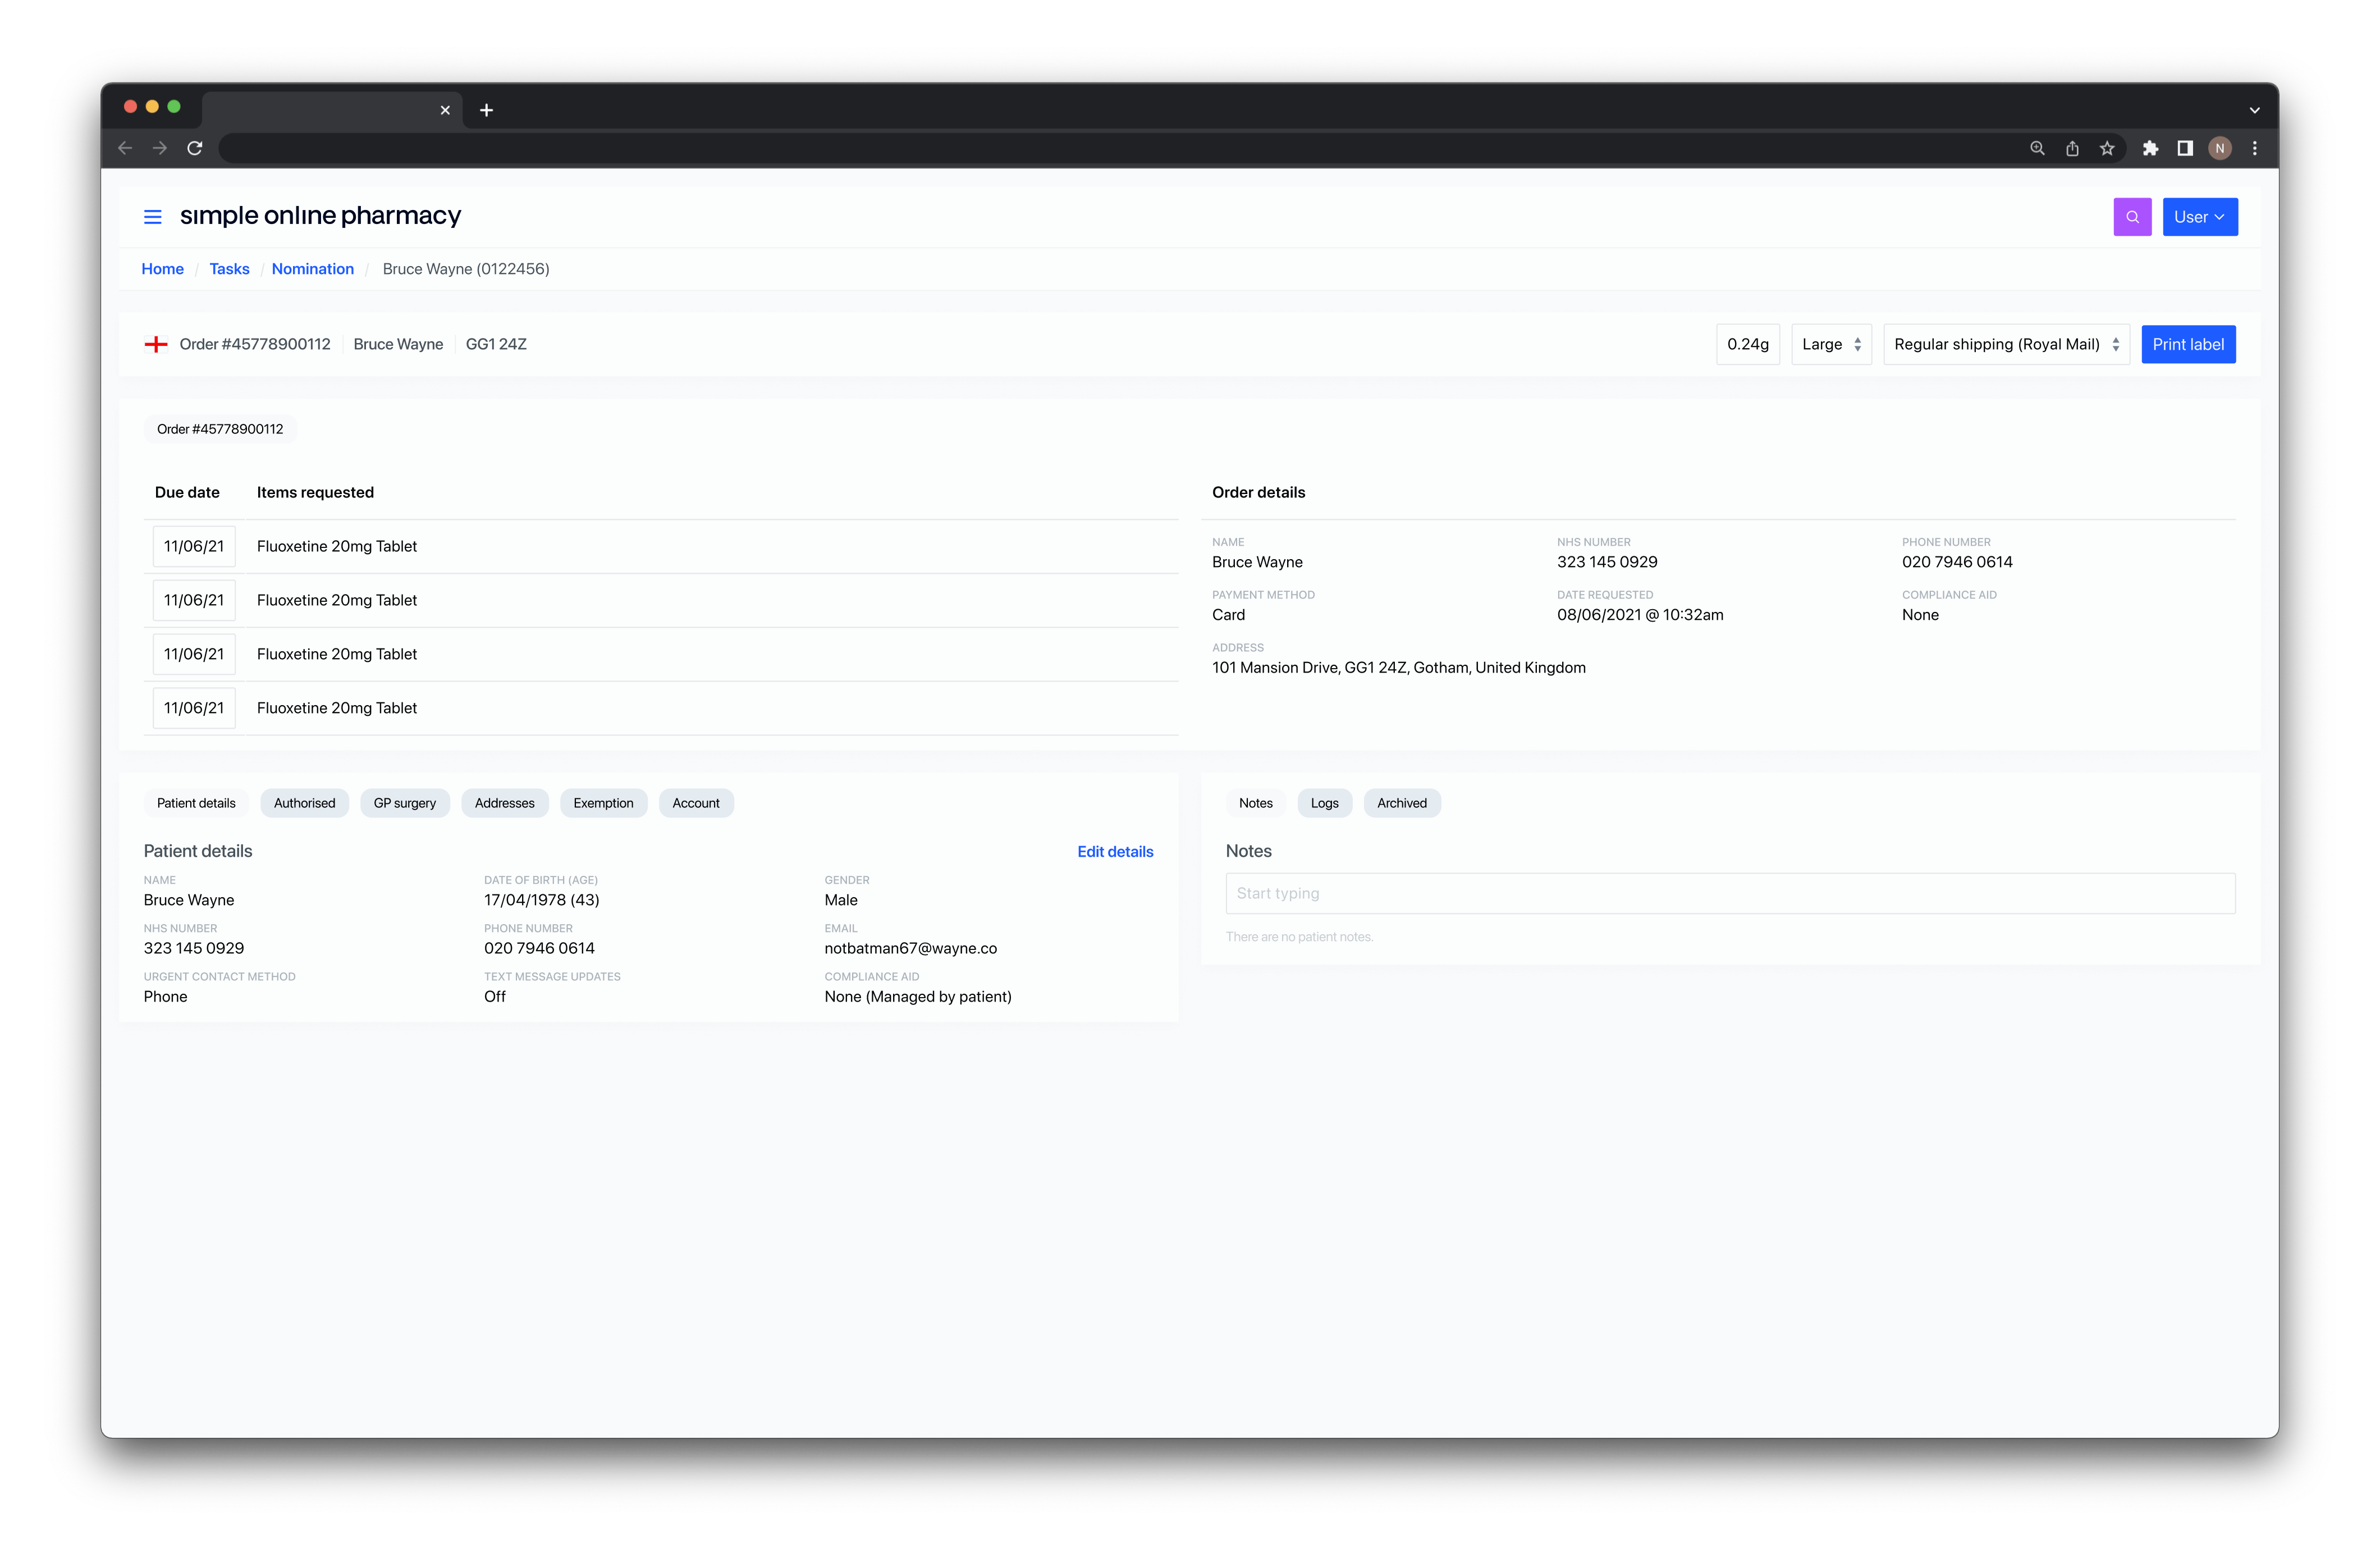 simple online pharmacy
User
Home / Tasks / Nomination / Bruce Wayne (0122456)
Order #45778900112 Bruce Wayne GG1 24Z
0.24g Large Regular shipping (Royal Mail) Print label
Order #45778900112
Due date Items requested
11/06/21 Fluoxetine 20mg Tablet
11/06/21 Fluoxetine 20mg Tablet
11/06/21 Fluoxetine 20mg Tablet
11/06/21 Fluoxetine 20mg Tablet
Order details
NAME NHS NUMBER PHONE NUMBER
Bruce Wayne 323 145 0929 020 7946 0614
PAYMENT METHOD DATE REQUESTED COMPLIANCE AID
Card 08/06/2021 @ 10:32am None
ADDRESS
101 Mansion Drive, GG1 24Z, Gotham, United Kingdom
Patient details Authorised GP surgery Addresses Exemption Account
Patient details Edit details
NAME DATE OF BIRTH (AGE) GENDER
Bruce Wayne 17/04/1978 (43) Male
NHS NUMBER PHONE NUMBER EMAIL
323 145 0929 020 7946 0614 notbatman67@wayne.co
URGENT CONTACT METHOD TEXT MESSAGE UPDATES COMPLIANCE AID
Phone Off None (Managed by patient)
Notes Logs Archived
Notes
Start typing
There are no patient notes.
N